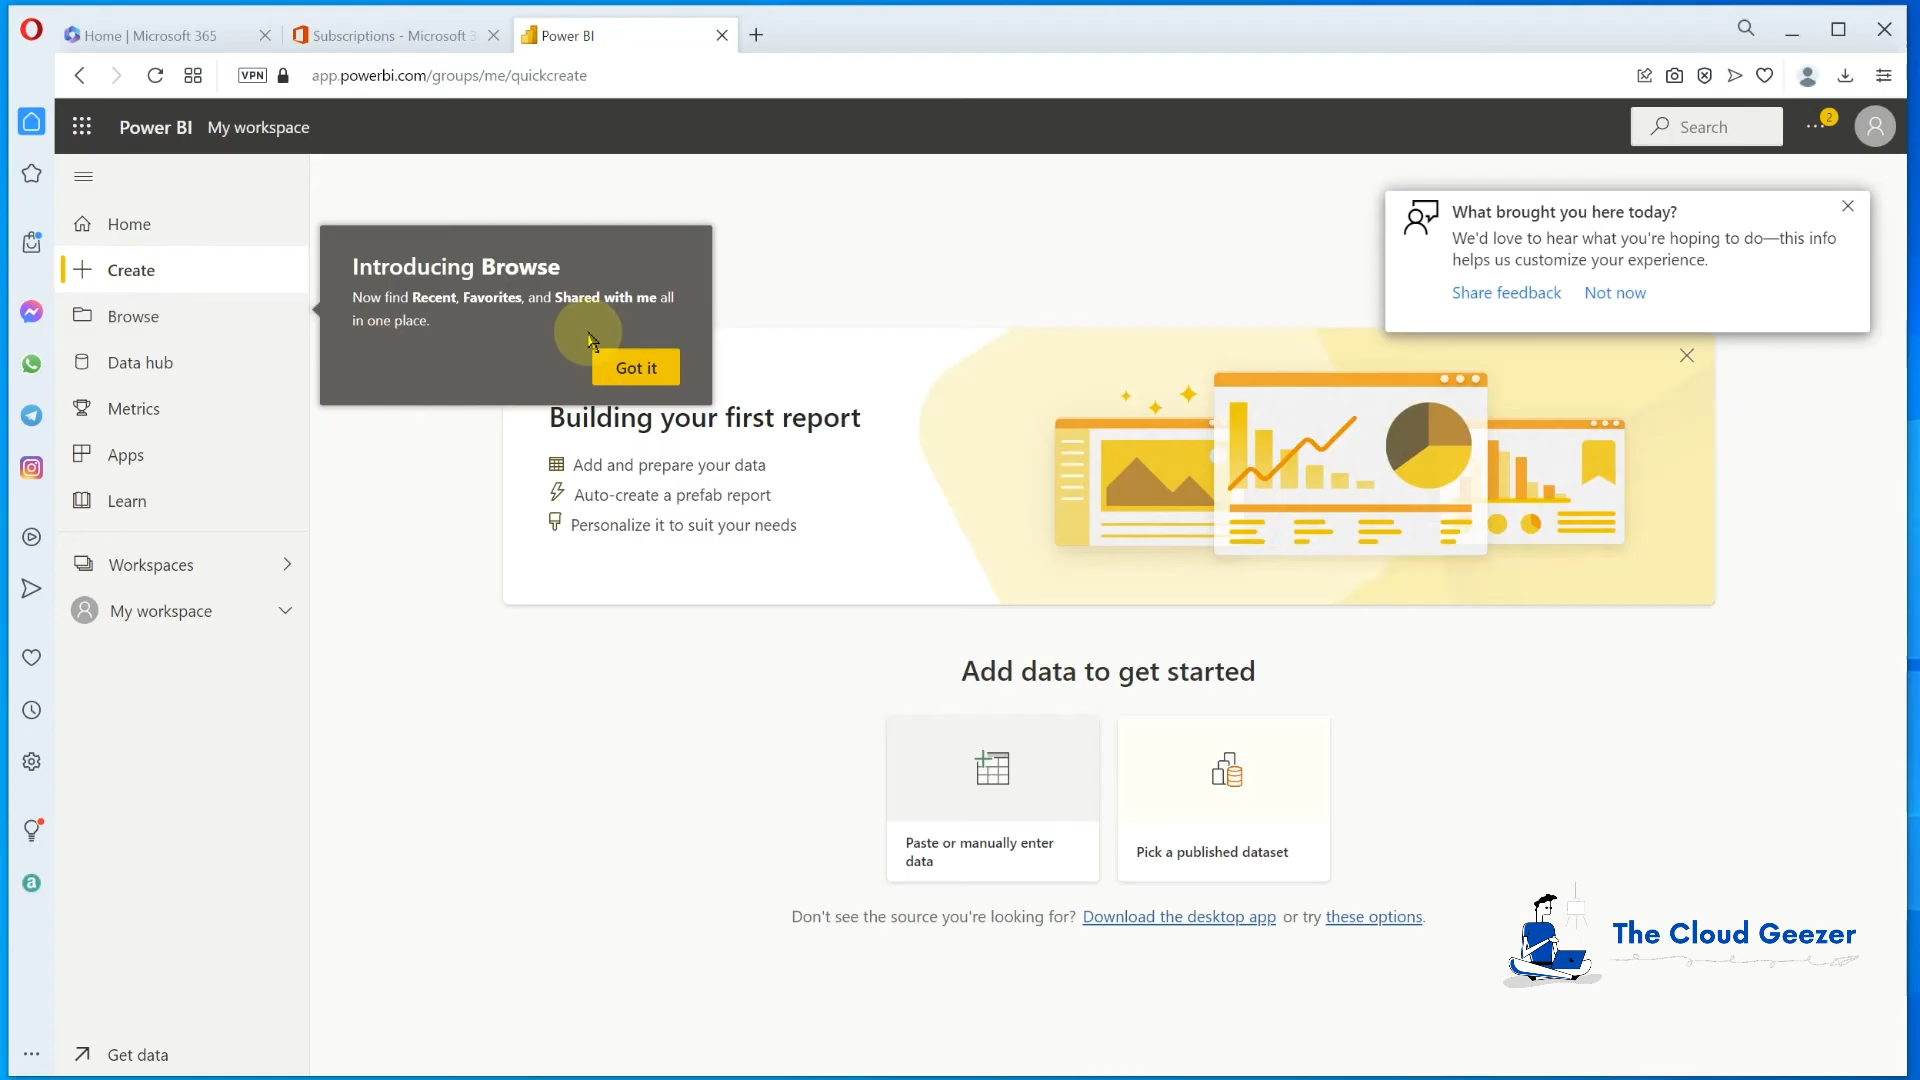 Home | Microsoft 365
Subscriptions - Microsoft 3
Power BI
VPN
app.powerbi.com/groups/me/quickcreate
Power BI My workspace
Search
2
Home
Create
Browse
Data hub
Metrics
Apps
Learn
Workspaces
My workspace
Get data
Introducing Browse
Now find Recent, Favorites, and Shared with me all
in one place.
Got it
What brought you here today?
We'd love to hear what you're hoping to do—this info
helps us customize your experience.
Share feedback Not now
Building your first report
Add and prepare your data
Auto-create a prefab report
Personalize it to suit your needs
Add data to get started
Paste or manually enter
data
Pick a published dataset
Don't see the source you're looking for? Download the desktop app or try these options.
The Cloud Geezer